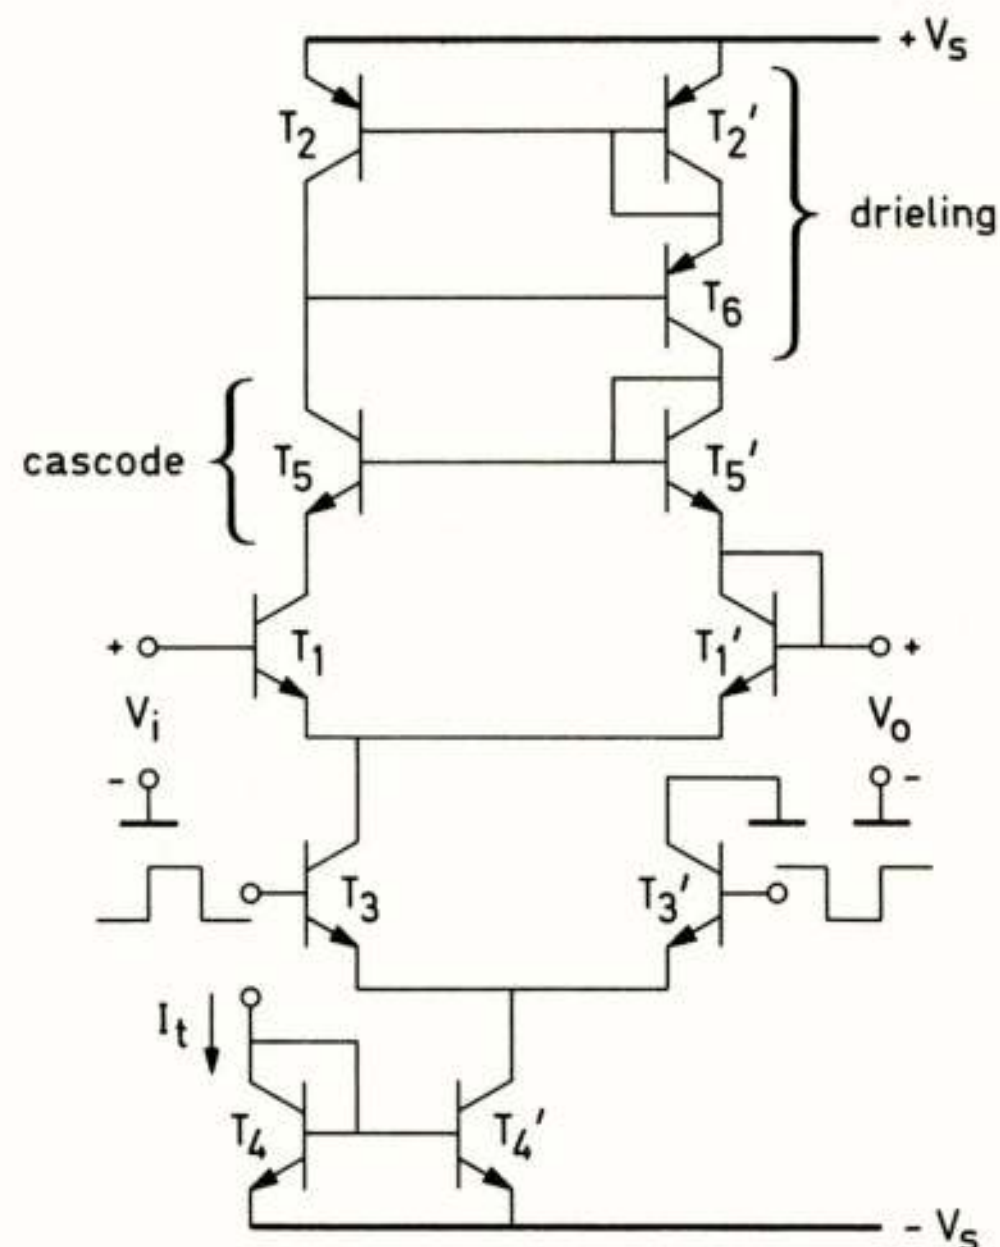 + Vs
T2
T2'
drieling
T6
cascode
T5
T5'
+
T1
T1'
+
Vi
Vo
-
-
T3
T3'
It
T4
T4'
- Vs